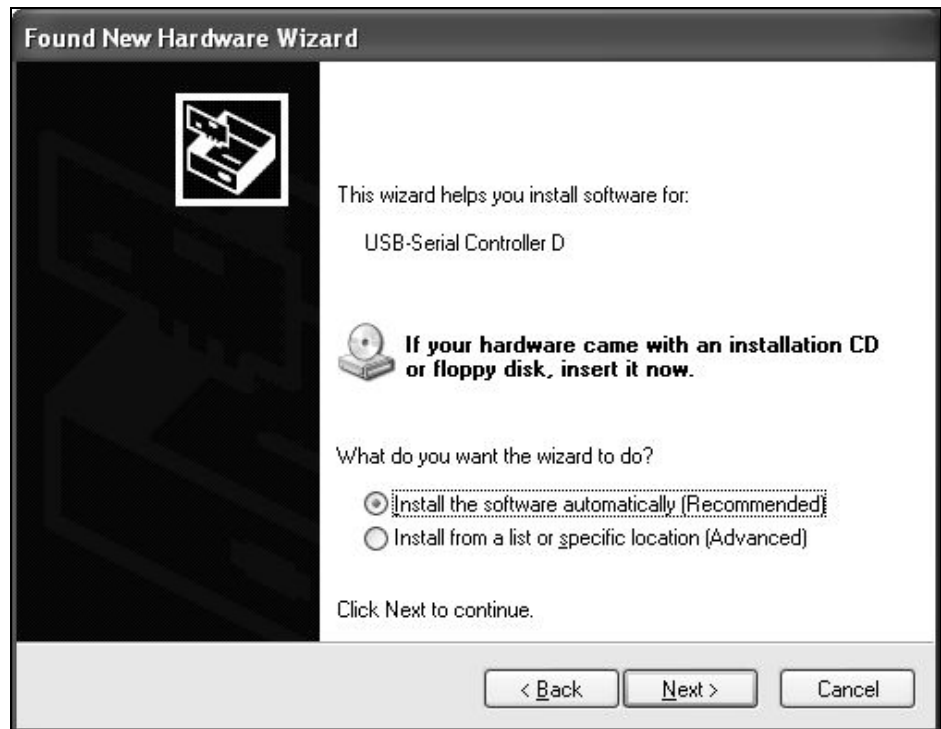 Found New Hardware Wizard
This wizard helps you install software for:
USB-Serial Controller D
If your hardware came with an installation CD
or floppy disk, insert it now.
What do you want the wizard to do?
Install the software automatically (Recommended)
Install from a list or specific location (Advanced)
Click Next to continue.
< Back Next > Cancel